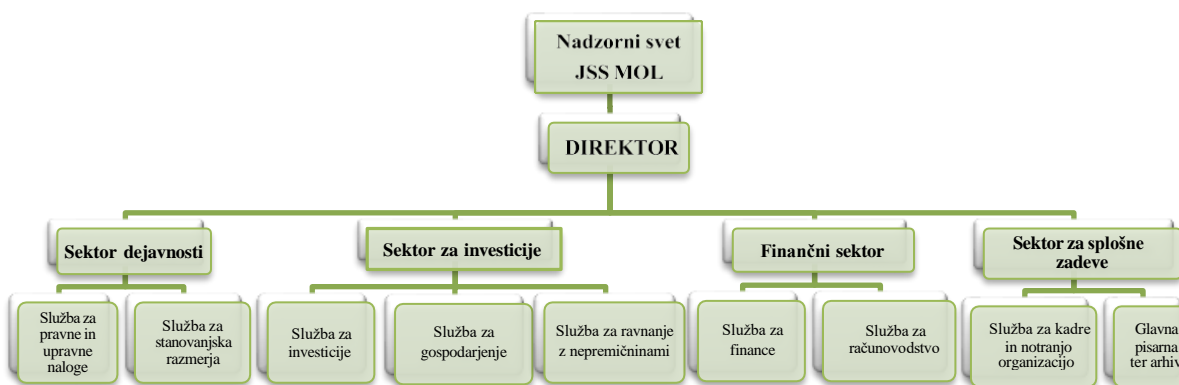 Nadzorni svet
JSS MOL
DIREKTOR
Sektor dejavnosti
Sektor za investicije
Finančni sektor
Sektor za splošne
zadeve
Služba za
pravne in
upravne
naloge
Služba za
stanovanjska
razmerja
Služba za
investicije
Služba za
gospodarjenje
Služba za ravnanje
z nepremičninami
Služba za
finance
Služba za
računovodstvo
Služba za kadre
in notranjo
organizacijo
Glavna
pisarna
ter arhiv